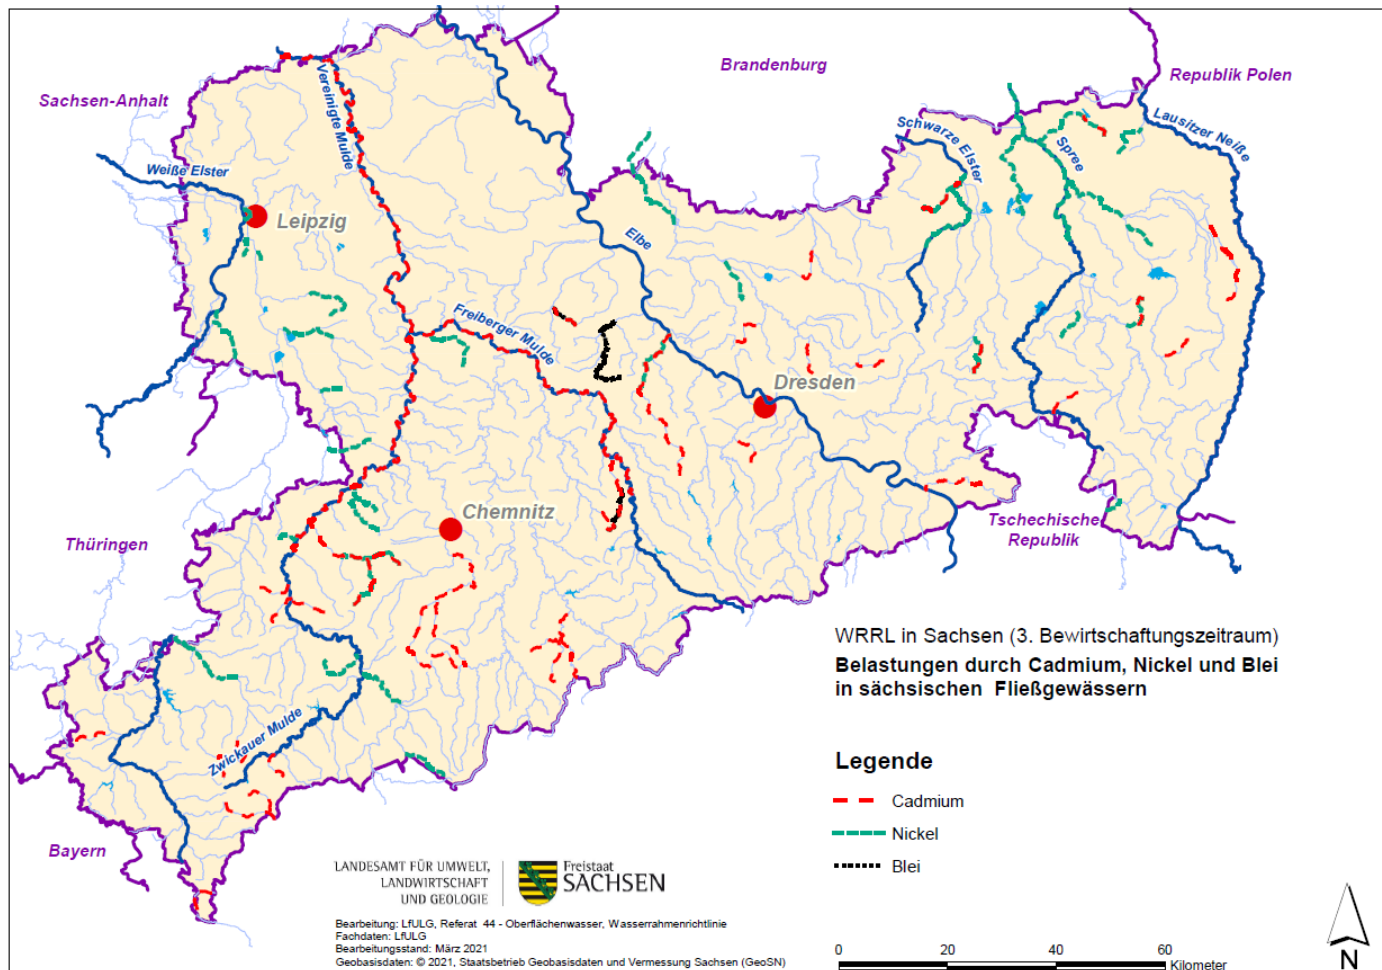 Brandenburg
Republik Polen
Sachsen-Anhalt
Vereinigte Mulde
Schwarze Elster
Lausitzer Neiße
Spree
Weiße Elster
Leipzig
Elbe
Freiberger Mulde
Dresden
Chemnitz
Tschechische
Republik
Thüringen
Zwickauer Mulde
Bayern
WRRL in Sachsen (3. Bewirtschaftungszeitraum)
Belastungen durch Cadmium, Nickel und Blei
in sächsischen Fließgewässern
Legende
Cadmium
Nickel
Blei
LANDESAMT FÜR UMWELT,
LANDWIRTSCHAFT
UND GEOLOGIE
Freistaat
SACHSEN
Bearbeitung: LfULG, Referat 44 - Oberflächenwasser, Wasserrahmenrichtlinie
Fachdaten: LfULG
Bearbeitungsstand: März 2021
Geobasisdaten: © 2021, Staatsbetrieb Geobasisdaten und Vermessung Sachsen (GeoSN)
0 20 40 60
Kilometer
N